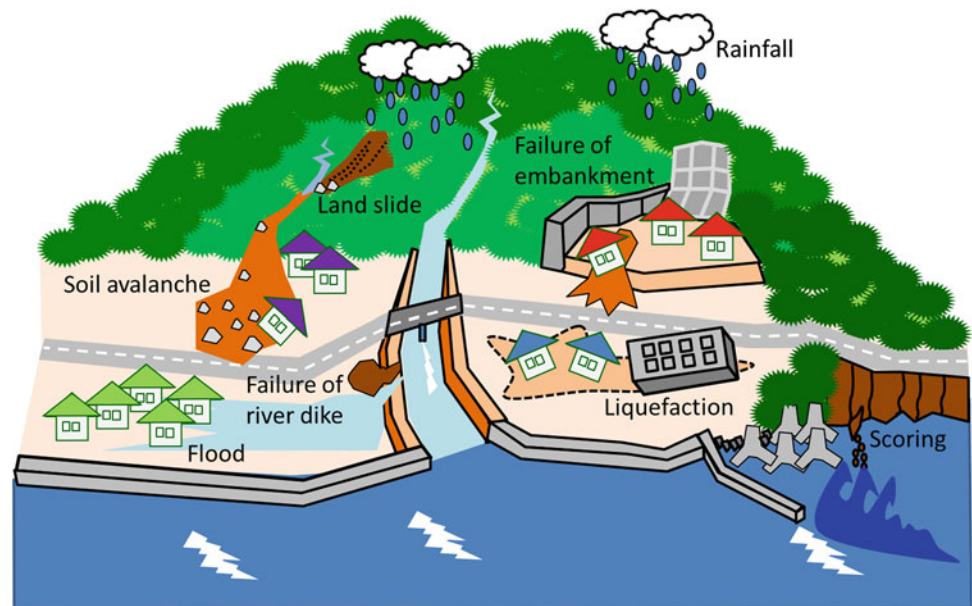 Rainfall
Failure of
embankment
Land slide
Soil avalanche
Failure of
river dike
Liquefaction
Scoring
Flood